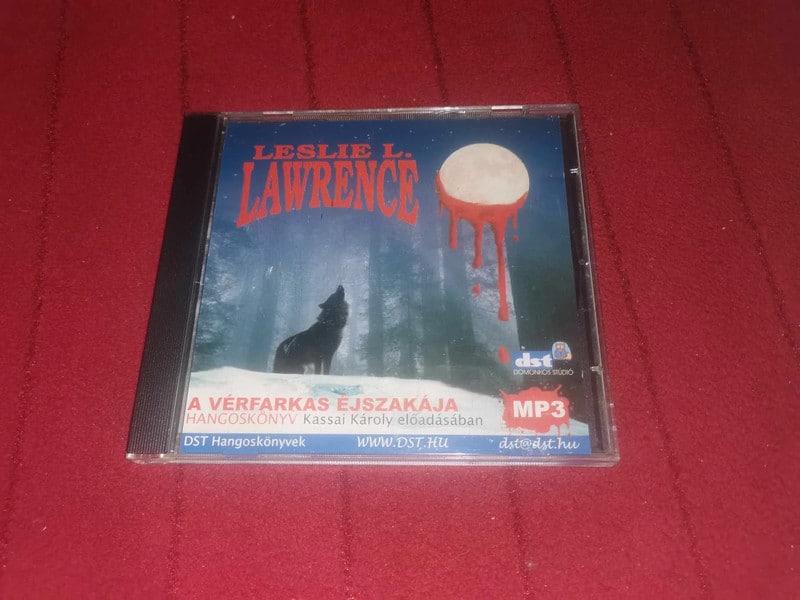 LESLIE L.
LAWRENCE
dst
DOMONKOS STÚDIÓ
A VÉRFARKAS ÉJSZAKÁJA
HANGOSKÖNYV Kassai Károly előadásában
MP3
DST Hangoskönyvek WWW.DST.HU dst@dst.hu